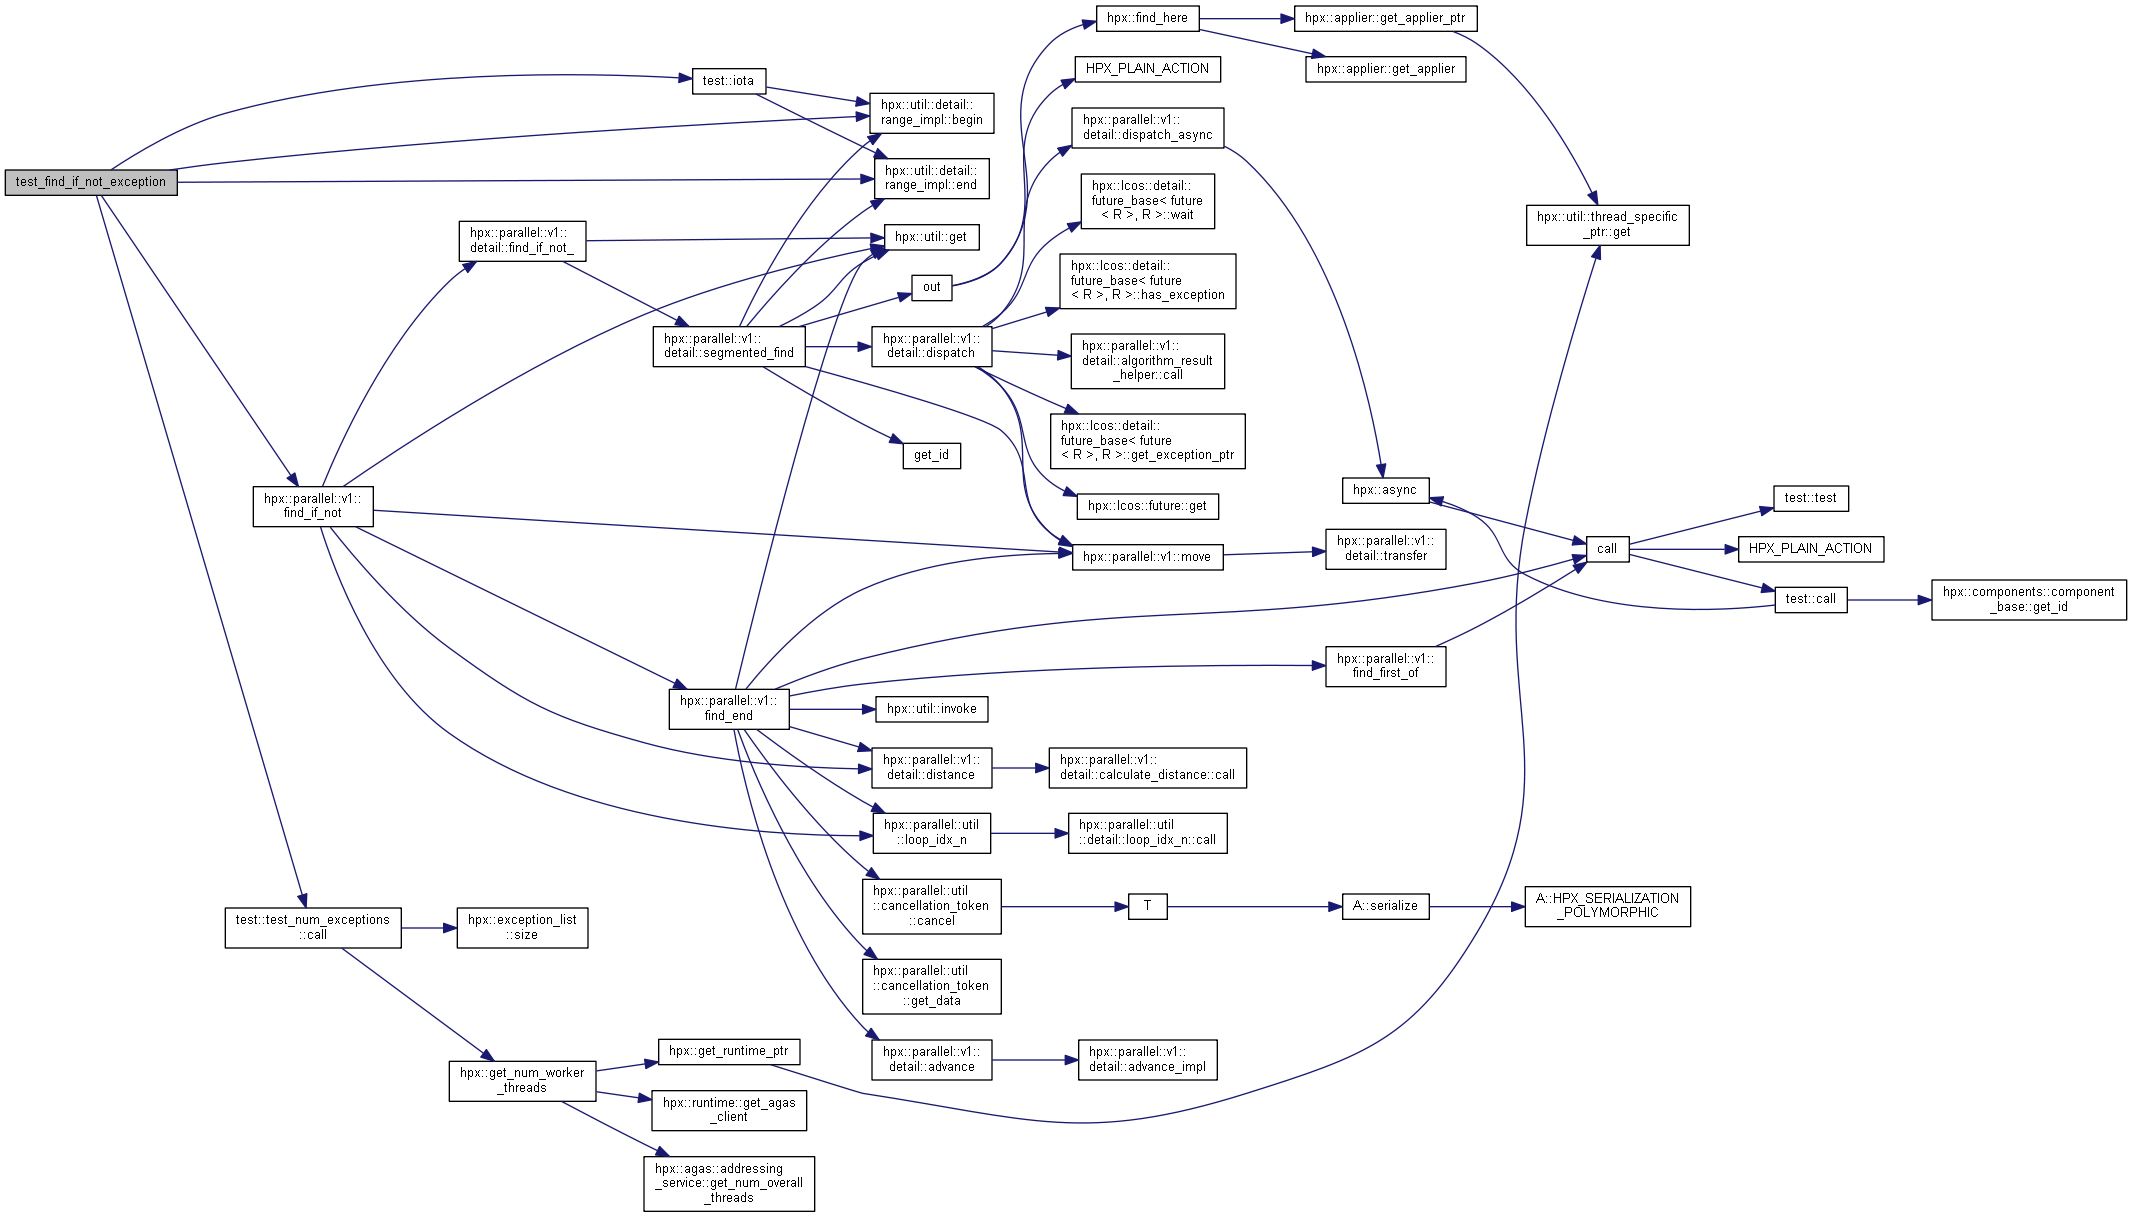 test_find_if_not_exception
test::iota
hpx::util::detail::
range_impl::begin
hpx::util::detail::
range_impl::end
hpx::parallel::v1::
detail::find_if_not_
hpx::util::get
out
hpx::parallel::v1::
detail::segmented_find
hpx::parallel::v1::
detail::dispatch
get_id
hpx::find_here
HPX_PLAIN_ACTION
hpx::parallel::v1::
detail::dispatch_async
hpx::lcos::detail::
future_base< future
< R >, R >::wait
hpx::lcos::detail::
future_base< future
< R >, R >::has_exception
hpx::parallel::v1::
detail::algorithm_result
_helper::call
hpx::lcos::detail::
future_base< future
< R >, R >::get_exception_ptr
hpx::lcos::future::get
hpx::parallel::v1::move
hpx::applier::get_applier_ptr
hpx::applier::get_applier
hpx::util::thread_specific
_ptr::get
hpx::async
hpx::parallel::v1::
detail::transfer
call
test::test
HPX_PLAIN_ACTION
test::call
hpx::components::component
_base::get_id
hpx::parallel::v1::
find_if_not
hpx::parallel::v1::
find_first_of
hpx::parallel::v1::
find_end
hpx::util::invoke
hpx::parallel::v1::
detail::distance
hpx::parallel::v1::
detail::calculate_distance::call
hpx::parallel::util
::loop_idx_n
hpx::parallel::util
::detail::loop_idx_n::call
hpx::parallel::util
::cancellation_token
::cancel
T
A::serialize
A::HPX_SERIALIZATION
_POLYMORPHIC
hpx::parallel::util
::cancellation_token
::get_data
hpx::parallel::v1::
detail::advance
hpx::parallel::v1::
detail::advance_impl
test::test_num_exceptions
::call
hpx::exception_list
::size
hpx::get_num_worker
_threads
hpx::get_runtime_ptr
hpx::runtime::get_agas
_client
hpx::agas::addressing
_service::get_num_overall
_threads